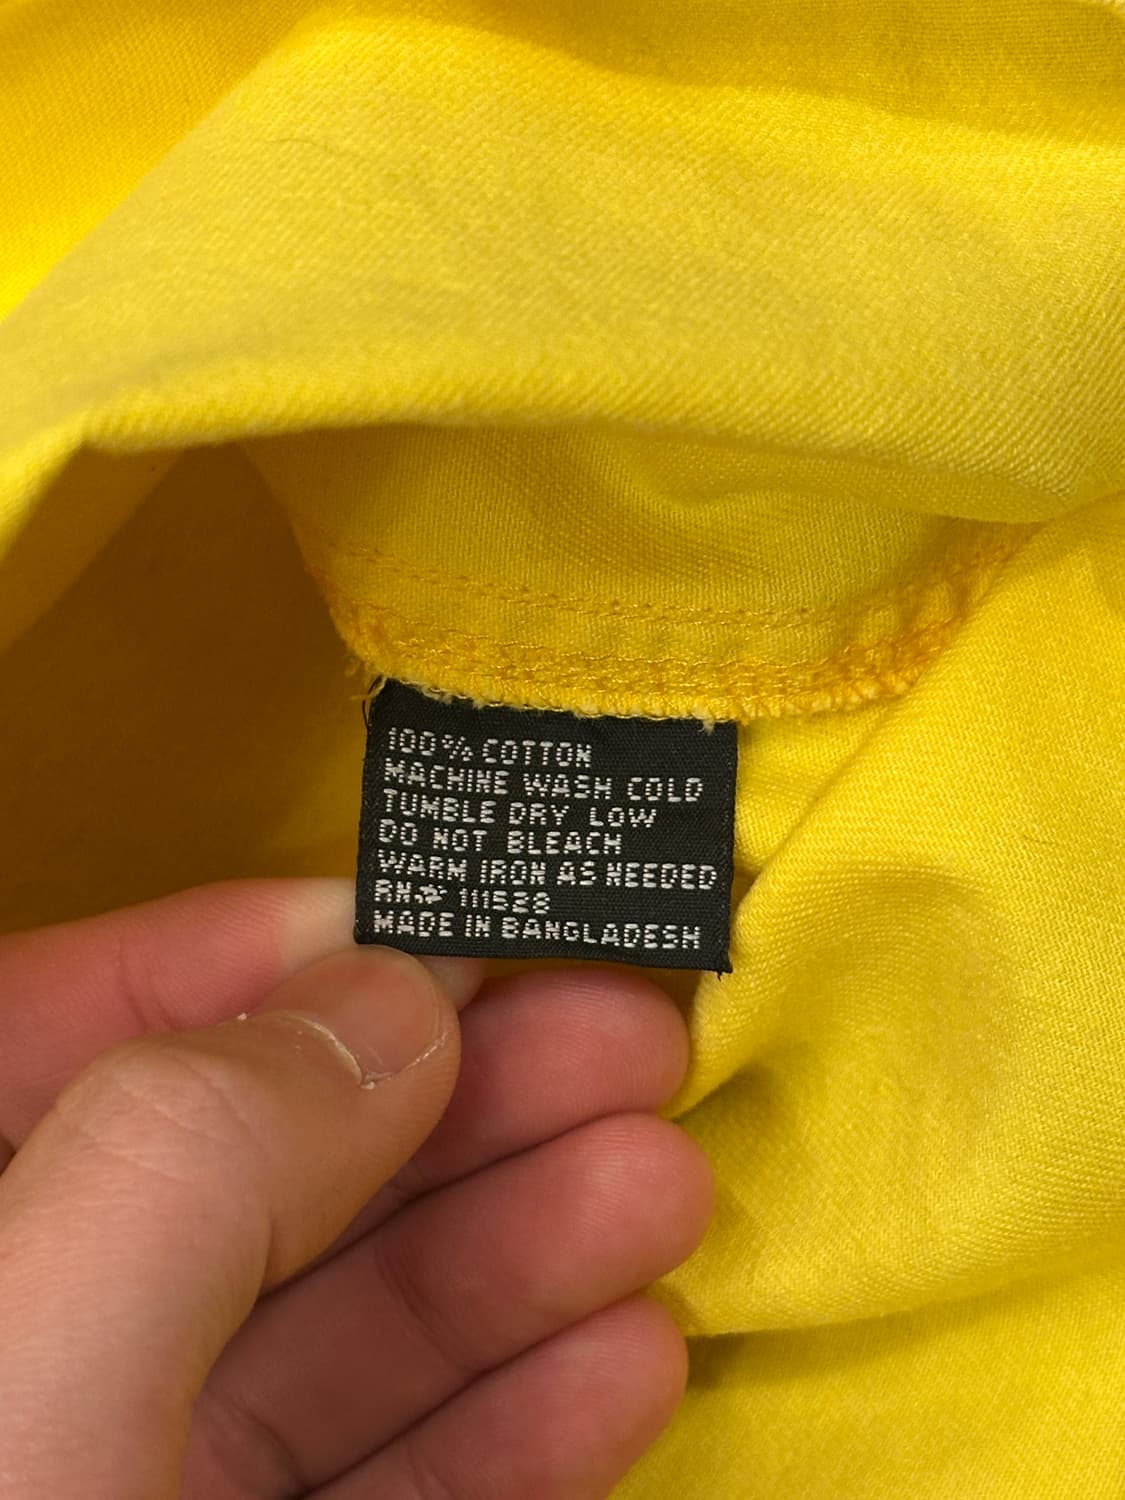 100% COTTON
MACHINE WASH COLD
TUMBLE DRY LOW
DO NOT BLEACH
WARM IRON AS NEEDED
RN# 111538
MADE IN BANGLADESH